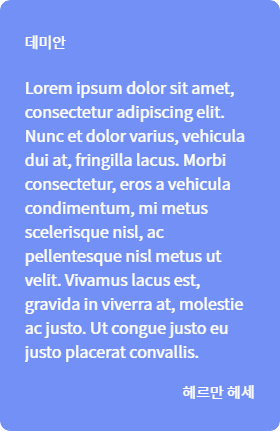 데미안
Lorem ipsum dolor sit amet,
consectetur adipiscing elit.
Nunc et dolor varius, vehicula
dui at, fringilla lacus. Morbi
consectetur, eros a vehicula
condimentum, mi metus
scelerisque nisl, ac
pellentesque nisl metus ut
velit. Vivamus lacus est,
gravida in viverra at, molestie
ac justo. Ut congue justo eu
justo placerat convallis.
헤르만 헤세